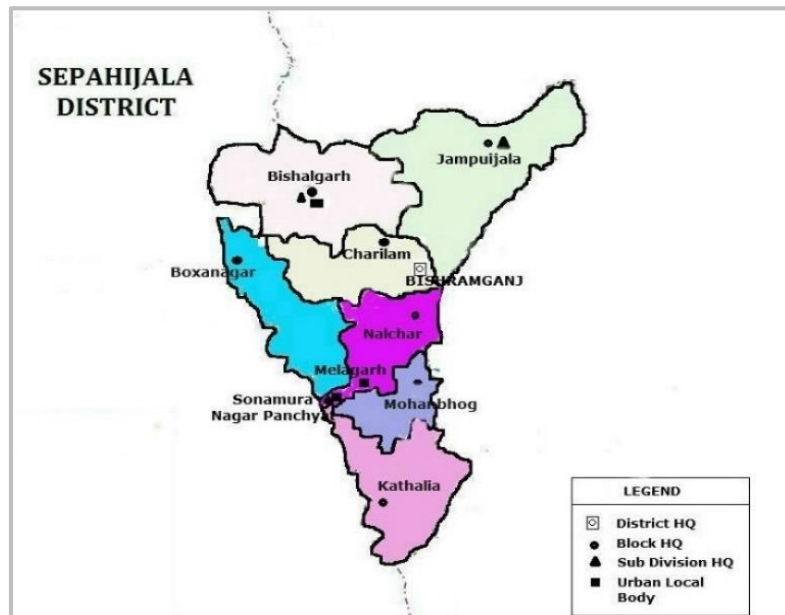 SEPAHIJALA
DISTRICT
Jampuijala
Bishalgarh
Charilam
Boxanagar
BISHRAMGANJ
Nalchar
Melagarh
Sonamura
Nagar Panchyat
Mohanbhog
Kathalia
LEGEND
District HQ
Block HQ
Sub Division HQ
Urban Local
Body